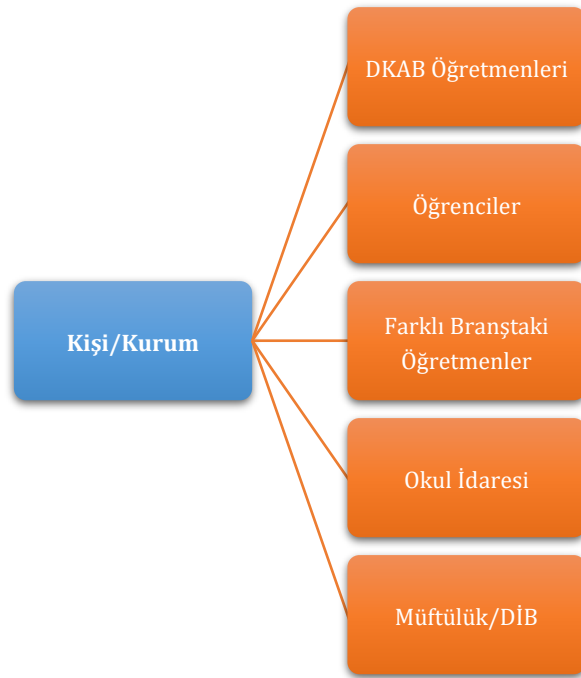 DKAB Öğretmenleri
Öğrenciler
Kişi/Kurum
Farklı Branştaki
Öğretmenler
Okul İdaresi
Müftülük/DİB